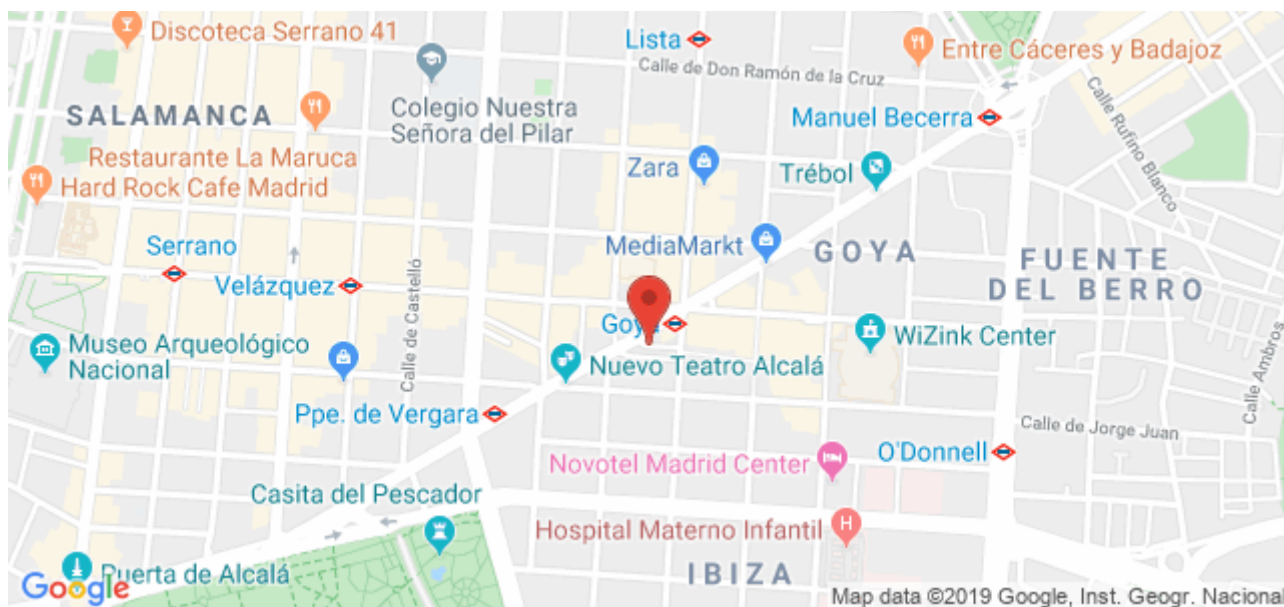 Discoteca Serrano 41
Lista
Calle de Don Ramón de la Cruz
Entre Cáceres y Badajoz
SALAMANCA
Colegio Nuestra
Señora del Pilar
Manuel Becerra
Calle Rufino Blanco
Restaurante La Maruca
Hard Rock Cafe Madrid
Zara
Trébol
Serrano
MediaMarkt
GOYA
FUENTE
DEL BERRO
Velázquez
Calle de Castelló
Goya
WiZink Center
Museo Arqueológico
Nacional
Nuevo Teatro Alcalá
Calle Ambros
Ppe. de Vergara
Calle de Jorge Juan
Novotel Madrid Center
O'Donnell
Casita del Pescador
Hospital Materno Infantil
H
Puerta de Alcalá
IBIZA
Google
Map data ©2019 Google, Inst. Geogr. Naciona